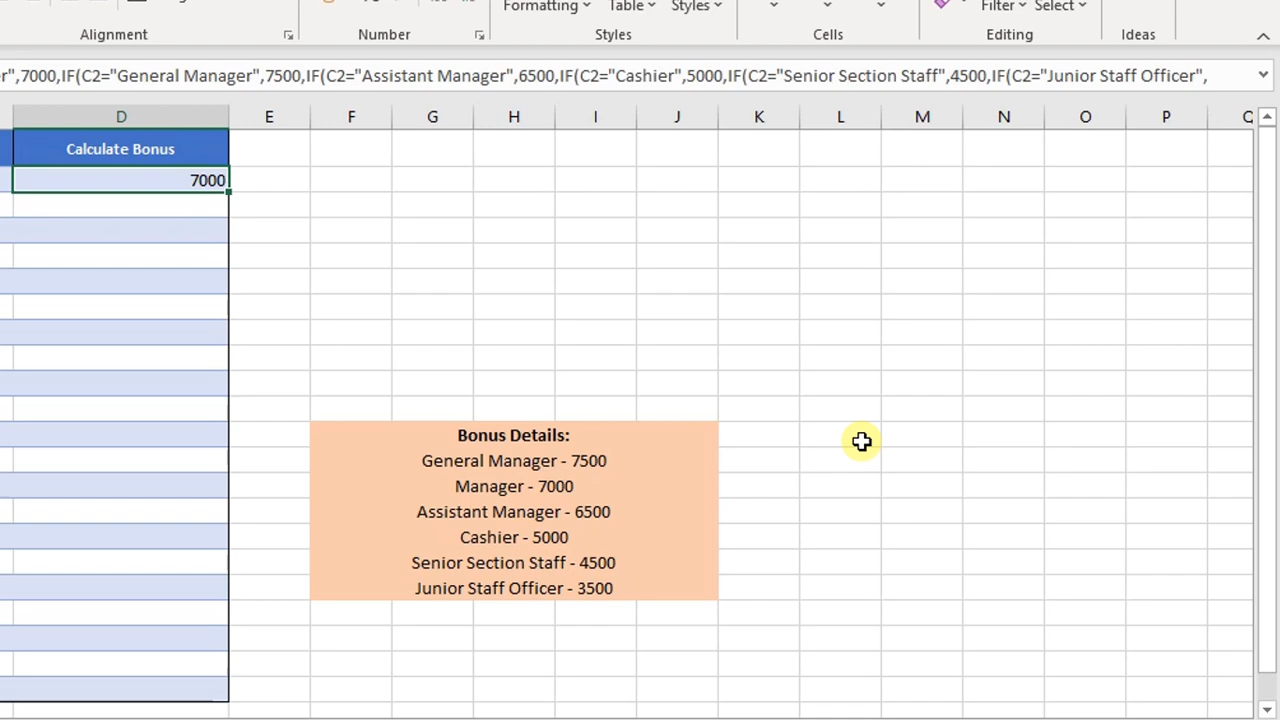 Formatting Table Styles Filter Select
Alignment Number Styles Cells Editing Ideas
r",7000,IF(C2="General Manager",7500,IF(C2="Assistant Manager",6500,IF(C2="Cashier",5000,IF(C2="Senior Section Staff",4500,IF(C2="Junior Staff Officer",
D E F G H I J K L M N O P Q
Calculate Bonus
7000
Bonus Details:
General Manager - 7500
Manager - 7000
Assistant Manager - 6500
Cashier - 5000
Senior Section Staff - 4500
Junior Staff Officer - 3500